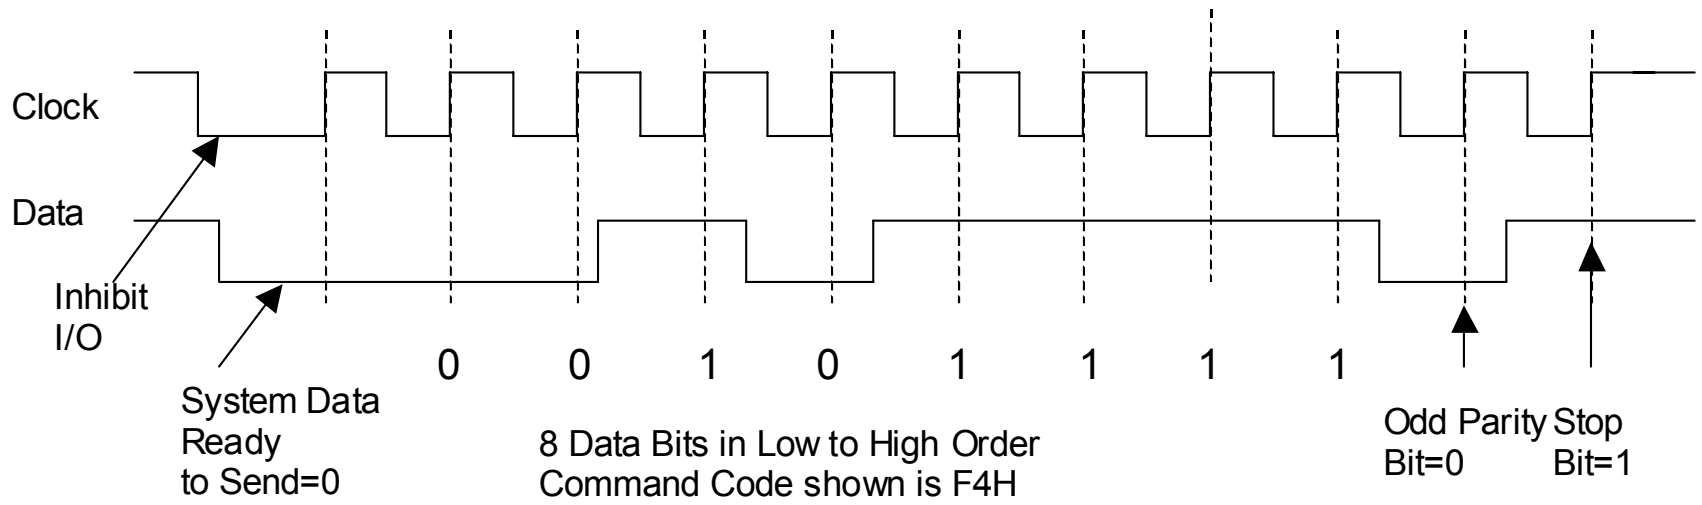 Clock
Data
Inhibit
I/O
0 0 1 0 1 1 1 1
System Data
Ready
to Send=0
8 Data Bits in Low to High Order
Command Code shown is F4H
Odd Parity
Bit=0
Stop
Bit=1